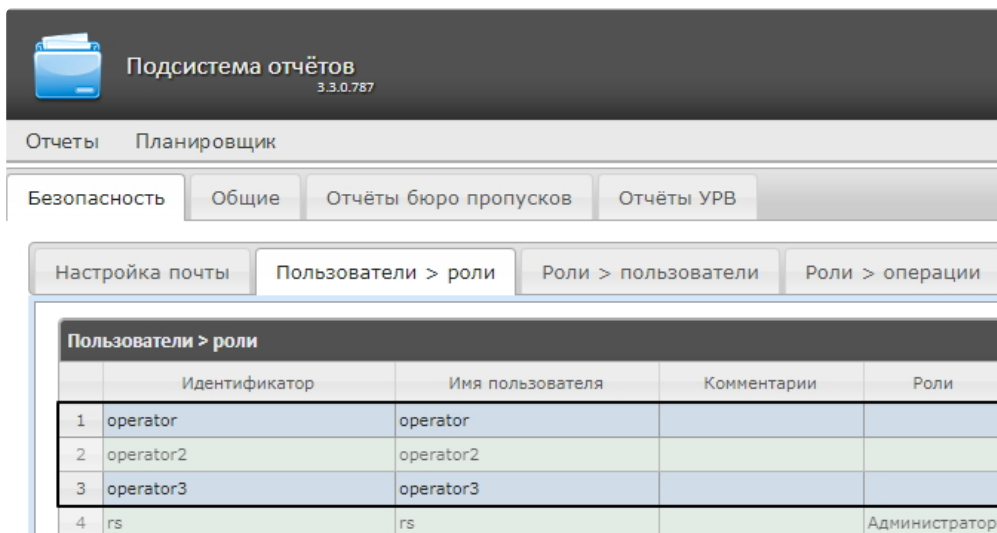 Подсистема отчётов
3.3.0.787
Отчеты Планировщик
Безопасность Общие Отчёты бюро пропусков Отчёты УРВ
Настройка почты Пользователи > роли Роли > пользователи Роли > операции
Пользователи > роли
Идентификатор Имя пользователя Комментарии Роли
1 operator operator
2 operator2 operator2
3 operator3 operator3
4 rs rs Администратор